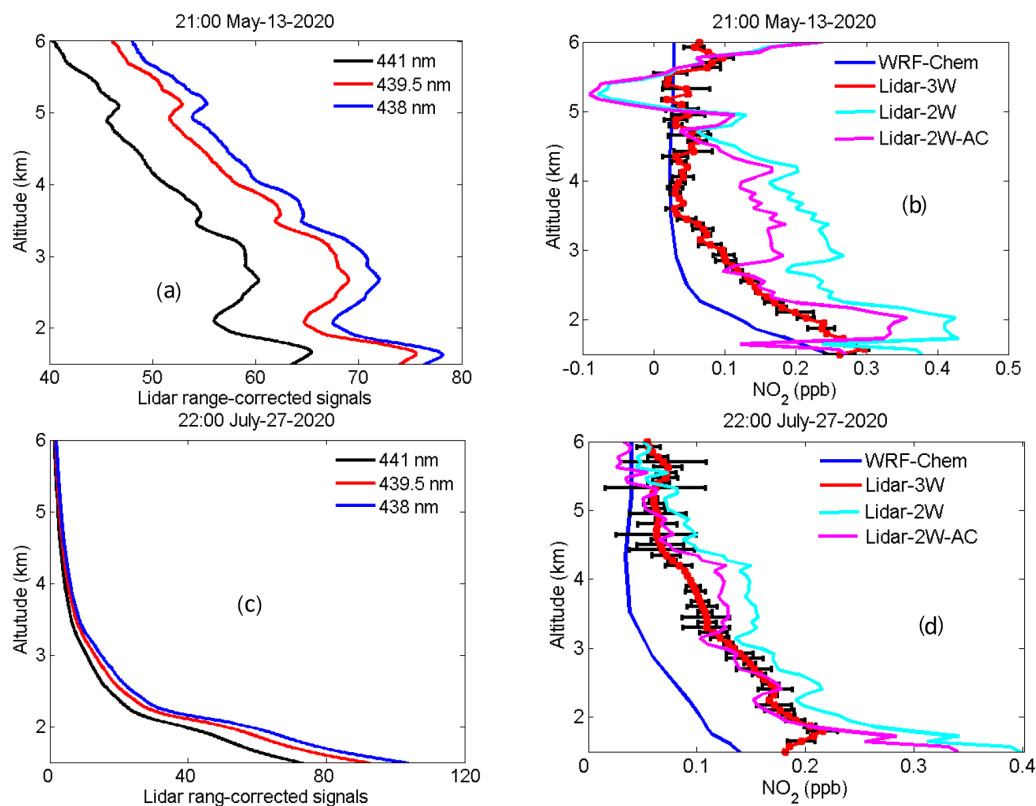 21:00 May-13-2020
6
5
4
3
2
40
50
60
70
80
Altitude (km)
Lidar range-corrected signals
441 nm
439.5 nm
438 nm
(a)
21:00 May-13-2020
6
5
4
3
2
-0.1
0
0.1
0.2
0.3
0.4
0.5
Altitude (km)
NO2 (ppb)
WRF-Chem
Lidar-3W
Lidar-2W
Lidar-2W-AC
(b)
22:00 July-27-2020
6
5
4
3
2
0
40
80
120
Altutude (km)
Lidar rang-corrected signals
441 nm
439.5 nm
438 nm
(c)
22:00 July-27-2020
6
5
4
3
2
0
0.1
0.2
0.3
0.4
Altitude (km)
NO2 (ppb)
WRF-Chem
Lidar-3W
Lidar-2W
Lidar-2W-AC
(d)